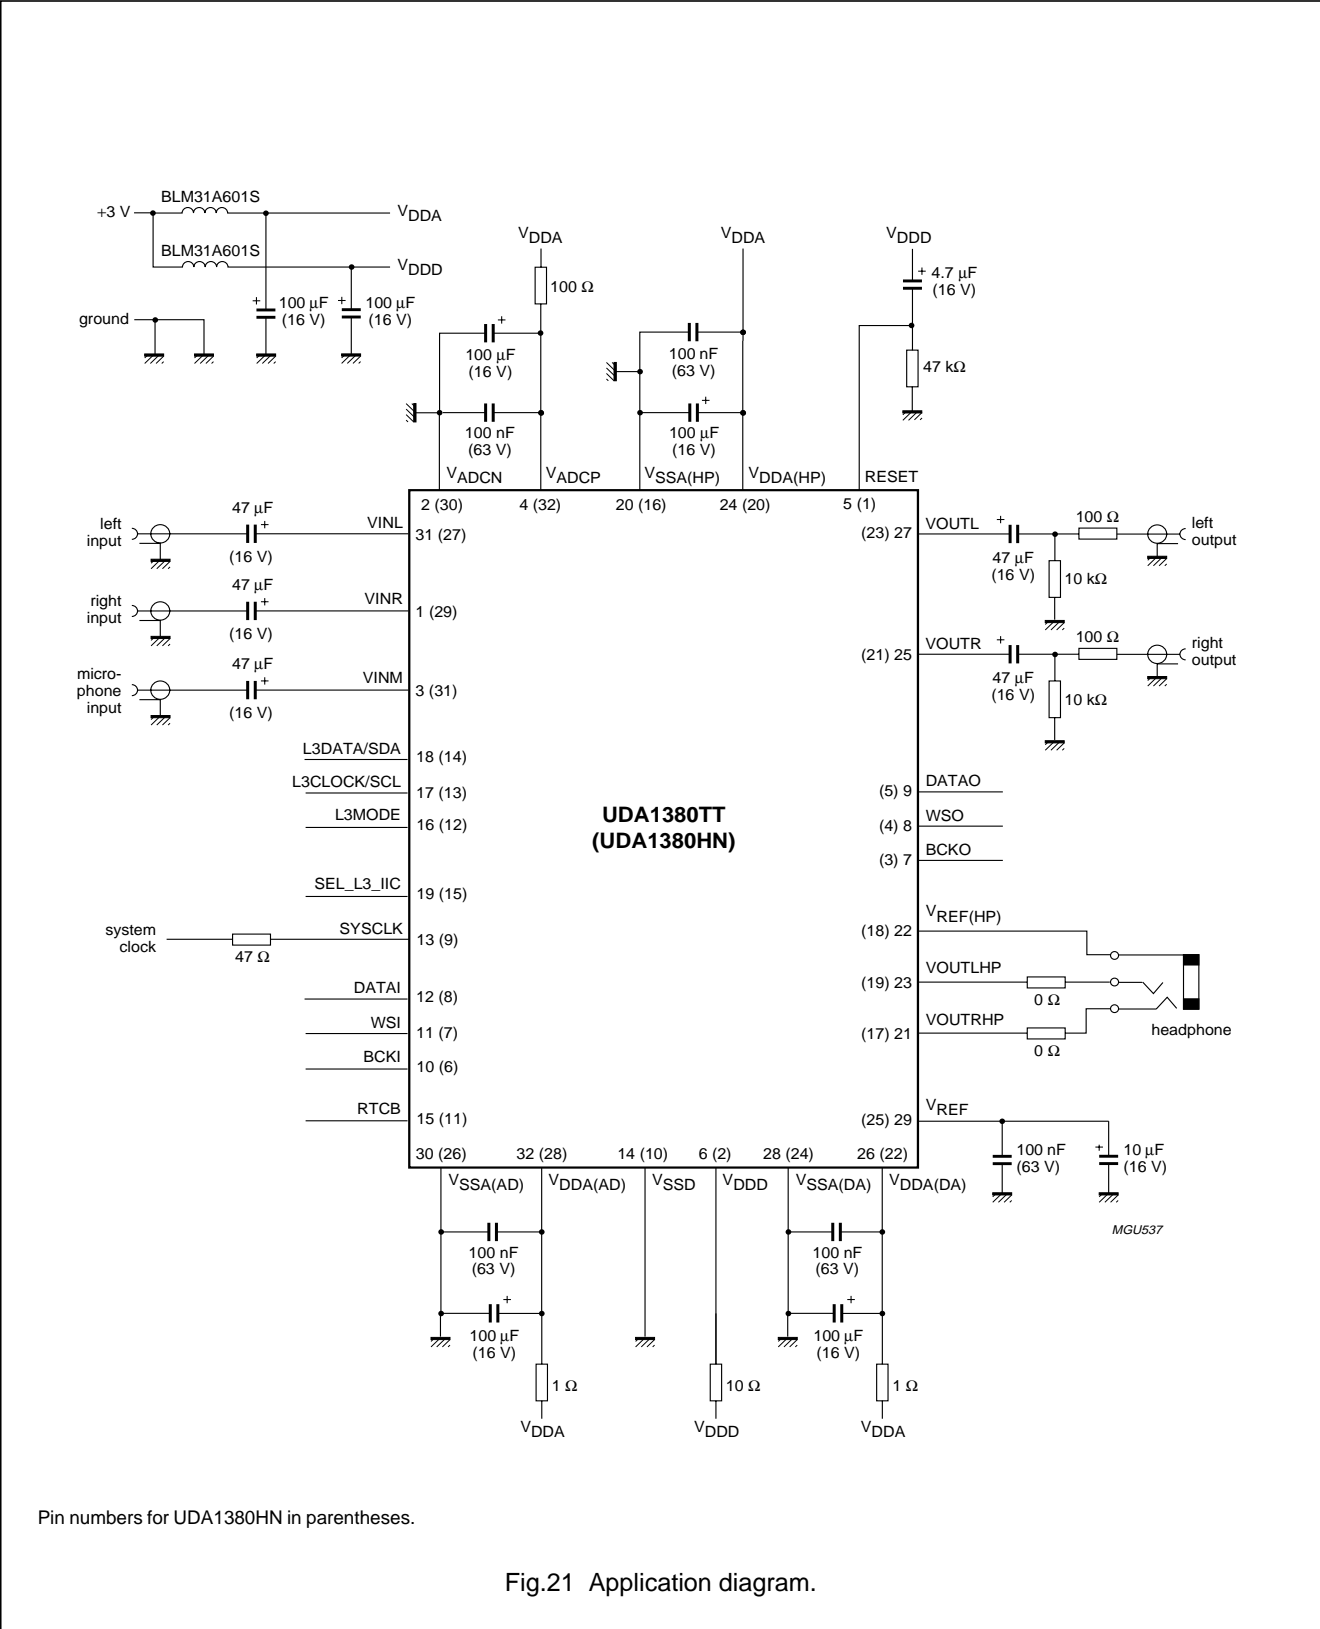 BLM31A601S
+3 V
VDDA
BLM31A601S
VDDD
+ 100 µF
(16 V)
+ 100 µF
(16 V)
ground
VDDA
100 Ω
+
100 µF
(16 V)
100 nF
(63 V)
VDDA
100 nF
(63 V)
+
100 µF
(16 V)
VDDD
+ 4.7 µF
(16 V)
47 kΩ
VADCN
VADCP
VSSA(HP)
VDDA(HP)
RESET
2 (30)
4 (32)
20 (16)
24 (20)
5 (1)
left
input
47 µF
+
(16 V)
VINL
31 (27)
right
input
47 µF
+
(16 V)
VINR
1 (29)
micro-
phone
input
47 µF
+
(16 V)
VINM
3 (31)
L3DATA/SDA
18 (14)
L3CLOCK/SCL
17 (13)
L3MODE
16 (12)
SEL_L3_IIC
19 (15)
system
clock
47 Ω
SYSCLK
13 (9)
DATAI
12 (8)
WSI
11 (7)
BCKI
10 (6)
RTCB
15 (11)
UDA1380TT
(UDA1380HN)
(23) 27
VOUTL
+
47 µF
(16 V)
100 Ω
10 kΩ
left
output
(21) 25
VOUTR
+
47 µF
(16 V)
100 Ω
10 kΩ
right
output
(5) 9
DATAO
(4) 8
WSO
(3) 7
BCKO
(18) 22
VREF(HP)
(19) 23
VOUTLHP
0 Ω
(17) 21
VOUTRHP
0 Ω
headphone
(25) 29
VREF
100 nF
(63 V)
+ 10 µF
(16 V)
30 (26)
32 (28)
14 (10)
6 (2)
28 (24)
26 (22)
VSSA(AD)
VDDA(AD)
VSSD
VDDD
VSSA(DA)
VDDA(DA)
100 nF
(63 V)
+
100 µF
(16 V)
1 Ω
VDDA
10 Ω
VDDD
100 nF
(63 V)
+
100 µF
(16 V)
1 Ω
VDDA
MGU537
Pin numbers for UDA1380HN in parentheses.
Fig.21 Application diagram.